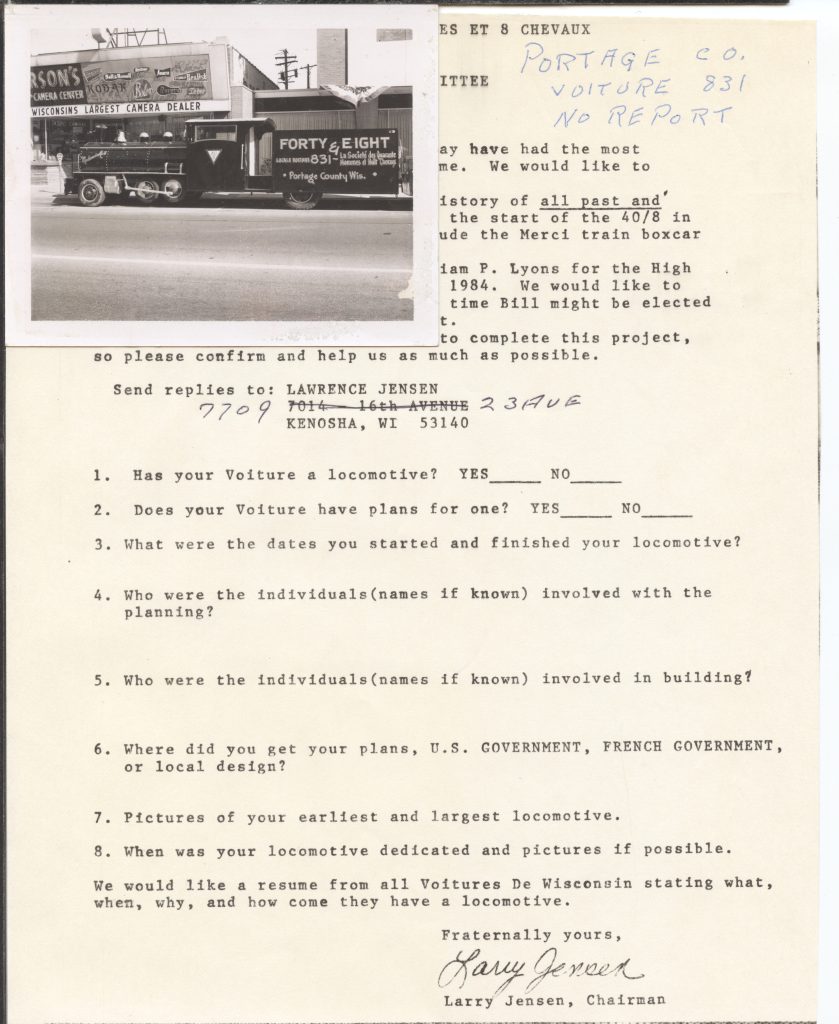 ES ET 8 CHEVAUX
ITTEE
PORTAGE CO.
VOITURE 831
NO REPORT
RSON'S
CAMERA CENTER
KODAK
WISCONSINS LARGEST CAMERA DEALER
FORTY & EIGHT
831
La Société des Quarante
Hommes et Huit Chevaux
Portage County Wis.
ay have had the most
me. We would like to
istory of all past and
the start of the 40/8 in
ude the Merci train boxcar
iam P. Lyons for the High
1984. We would like to
time Bill might be elected
t.
to complete this project,
so please confirm and help us as much as possible.
Send replies to: LAWRENCE JENSEN
7709 7014 - 16th AVENUE 23 AVE
KENOSHA, WI 53140
1. Has your Voiture a locomotive? YES_____ NO_____
2. Does your Voiture have plans for one? YES_____ NO_____
3. What were the dates you started and finished your locomotive?
4. Who were the individuals(names if known) involved with the
planning?
5. Who were the individuals(names if known) involved in building?
6. Where did you get your plans, U.S. GOVERNMENT, FRENCH GOVERNMENT,
or local design?
7. Pictures of your earliest and largest locomotive.
8. When was your locomotive dedicated and pictures if possible.
We would like a resume from all Voitures De Wisconsin stating what,
when, why, and how come they have a locomotive.
Fraternally yours,
Larry Jensen
Larry Jensen, Chairman